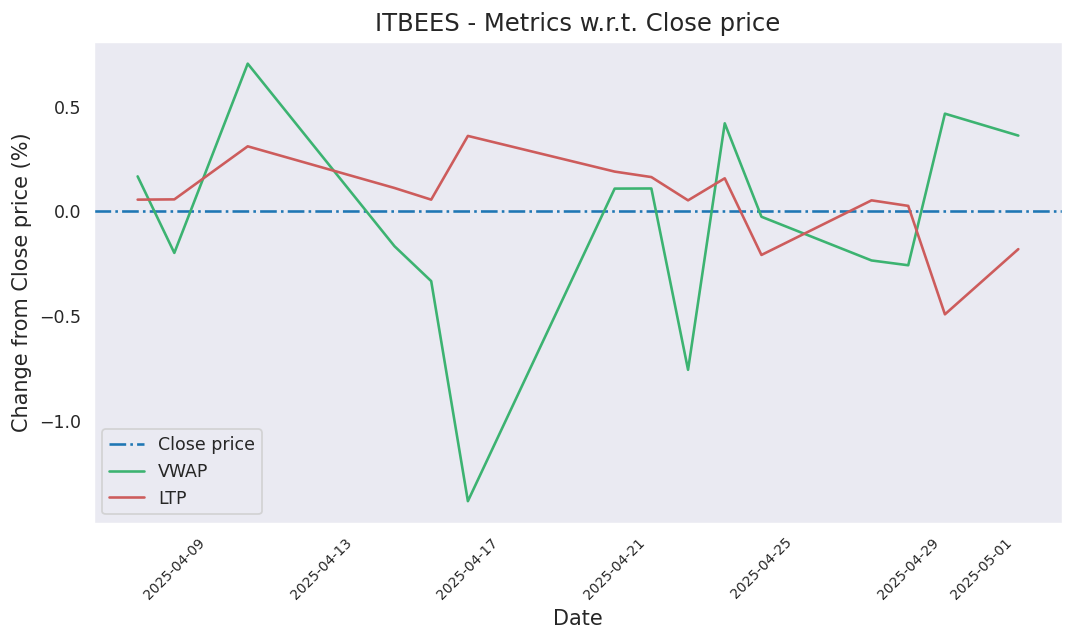 ITBEES - Metrics w.r.t. Close price
Change from Close price (%)
0.5
0.0
−0.5
−1.0
Close price
VWAP
LTP
2025-04-09
2025-04-13
2025-04-17
2025-04-21
2025-04-25
2025-04-29
2025-05-01
Date